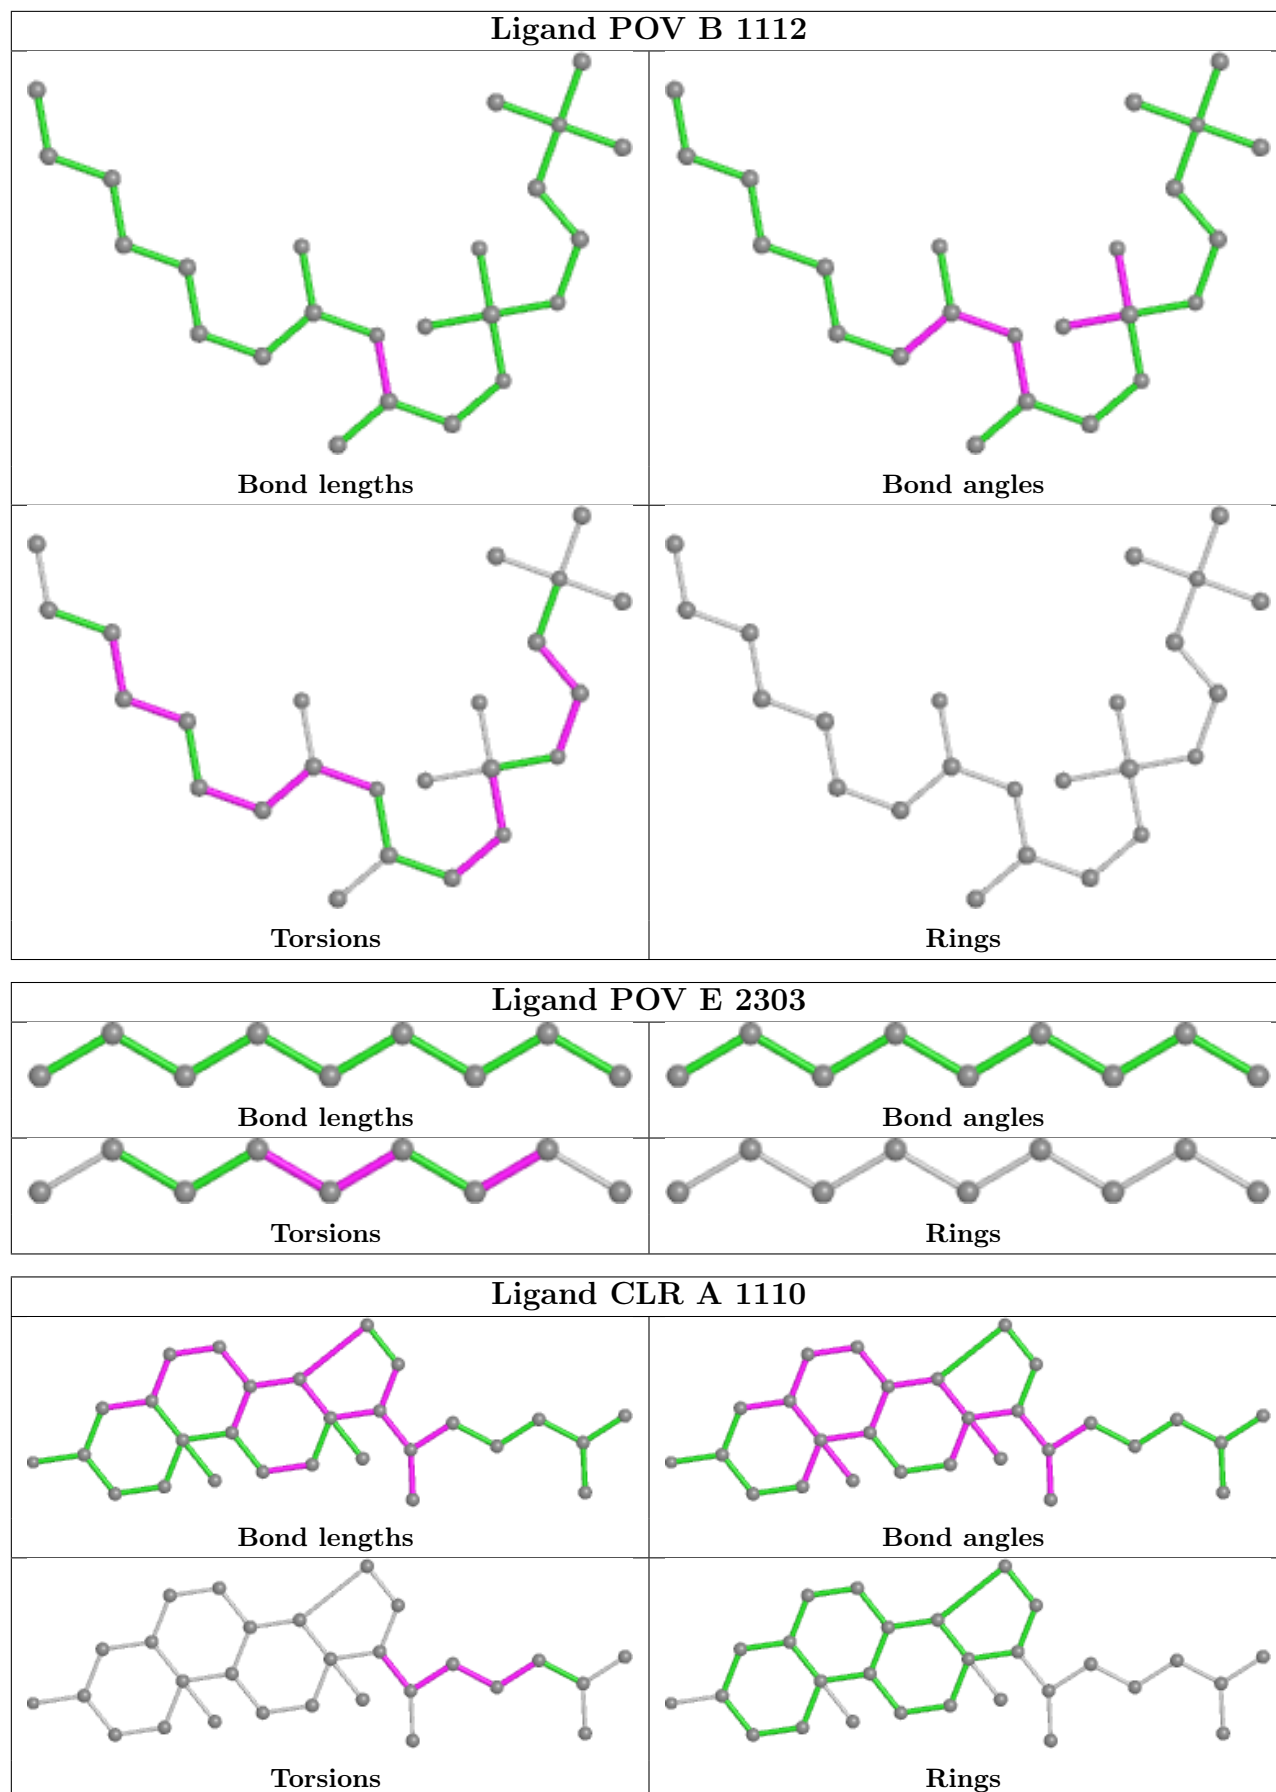 Ligand POV B 1112
Bond lengths
Bond angles
Torsions
Rings
Ligand POV E 2303
Bond lengths
Bond angles
Torsions
Rings
Ligand CLR A 1110
Bond lengths
Bond angles
Torsions
Rings